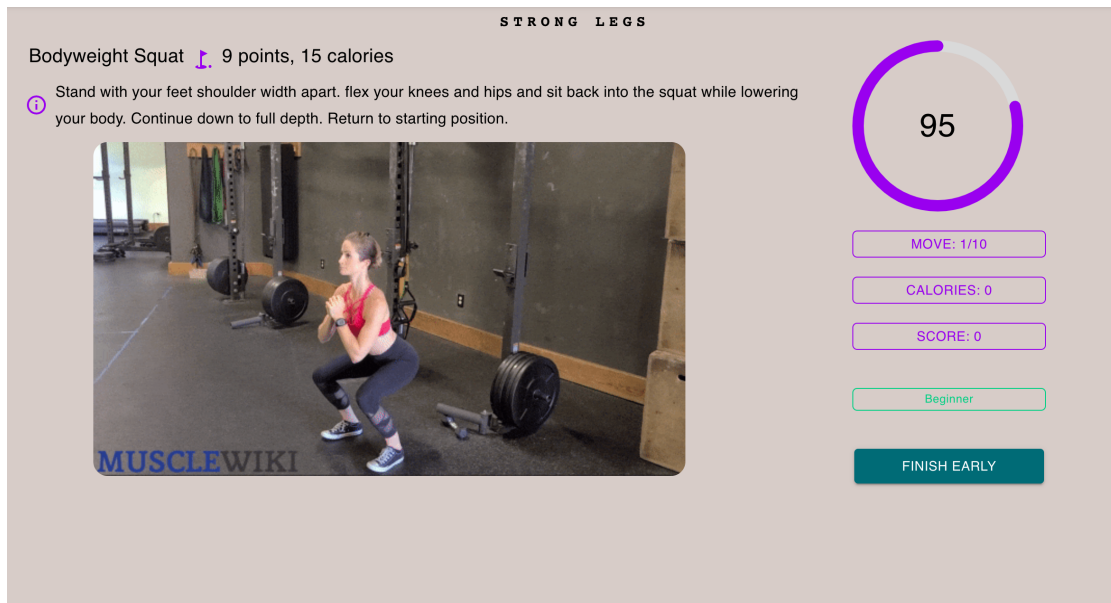 STRONG LEGS
Bodyweight Squat 9 points, 15 calories
Stand with your feet shoulder width apart. flex your knees and hips and sit back into the squat while lowering
your body. Continue down to full depth. Return to starting position.
95
MOVE: 1/10
CALORIES: 0
SCORE: 0
Beginner
FINISH EARLY
MUSCLEWIKI